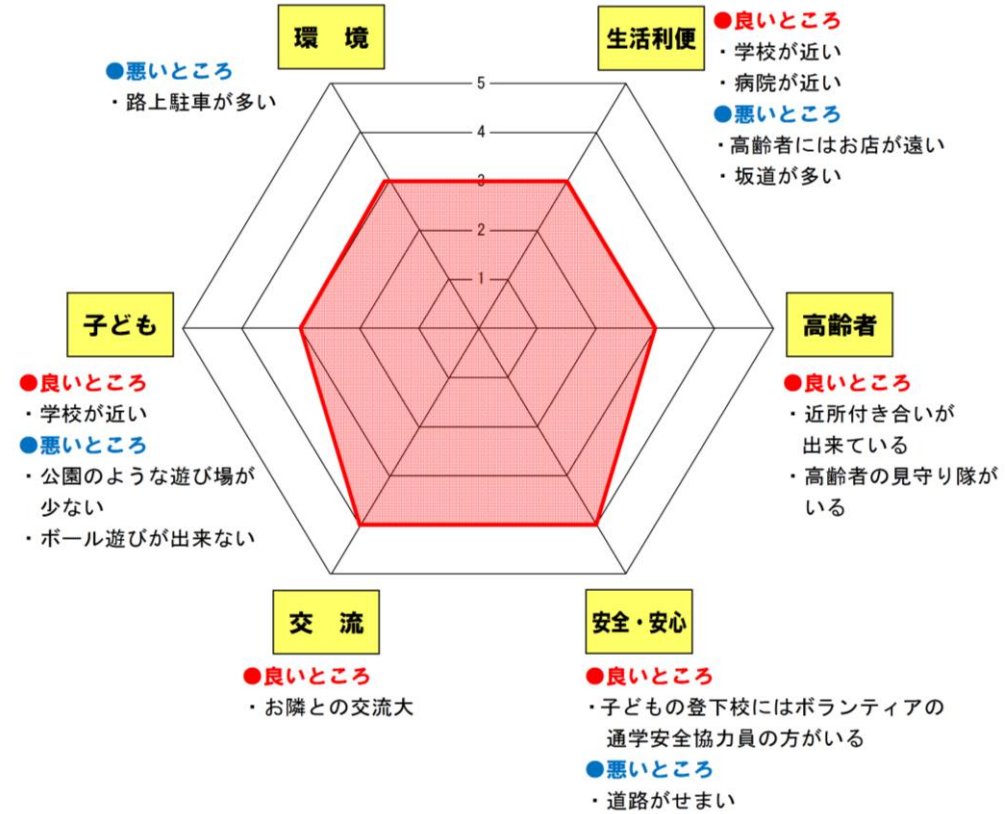 環　境
●悪いところ
・路上駐車が多い
生活利便
●良いところ
・学校が近い
・病院が近い
●悪いところ
・高齢者にはお店が遠い
・坂道が多い
5
4
3
2
1
子ども
●良いところ
・学校が近い
●悪いところ
・公園のような遊び場が
少ない
・ボール遊びが出来ない
高齢者
●良いところ
・近所付き合いが
出来ている
・高齢者の見守り隊が
いる
交　流
●良いところ
・お隣との交流大
安全・安心
●良いところ
・子どもの登下校にはボランティアの
通学安全協力員の方がいる
●悪いところ
・道路がせまい